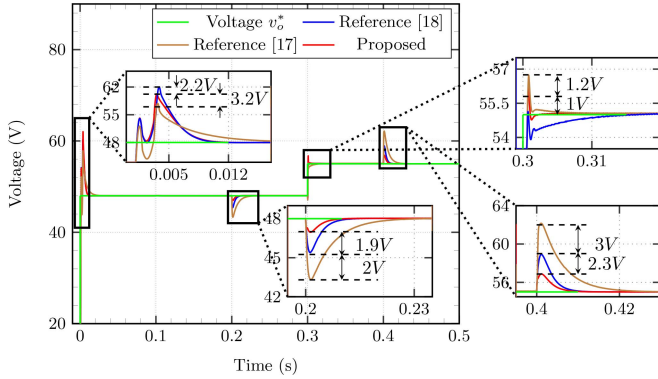 Voltage v_o^*
Reference [18]
Reference [17]
Proposed
Voltage (V)
80
60
40
20
0
0.1
0.2
0.3
0.4
0.5
Time (s)
62
55
48
0.005
0.012
2.2V
3.2V
57
55.5
54
0.3
0.31
1.2V
1V
48
45
42
0.2
0.23
1.9V
2V
64
60
56
0.4
0.42
3V
2.3V